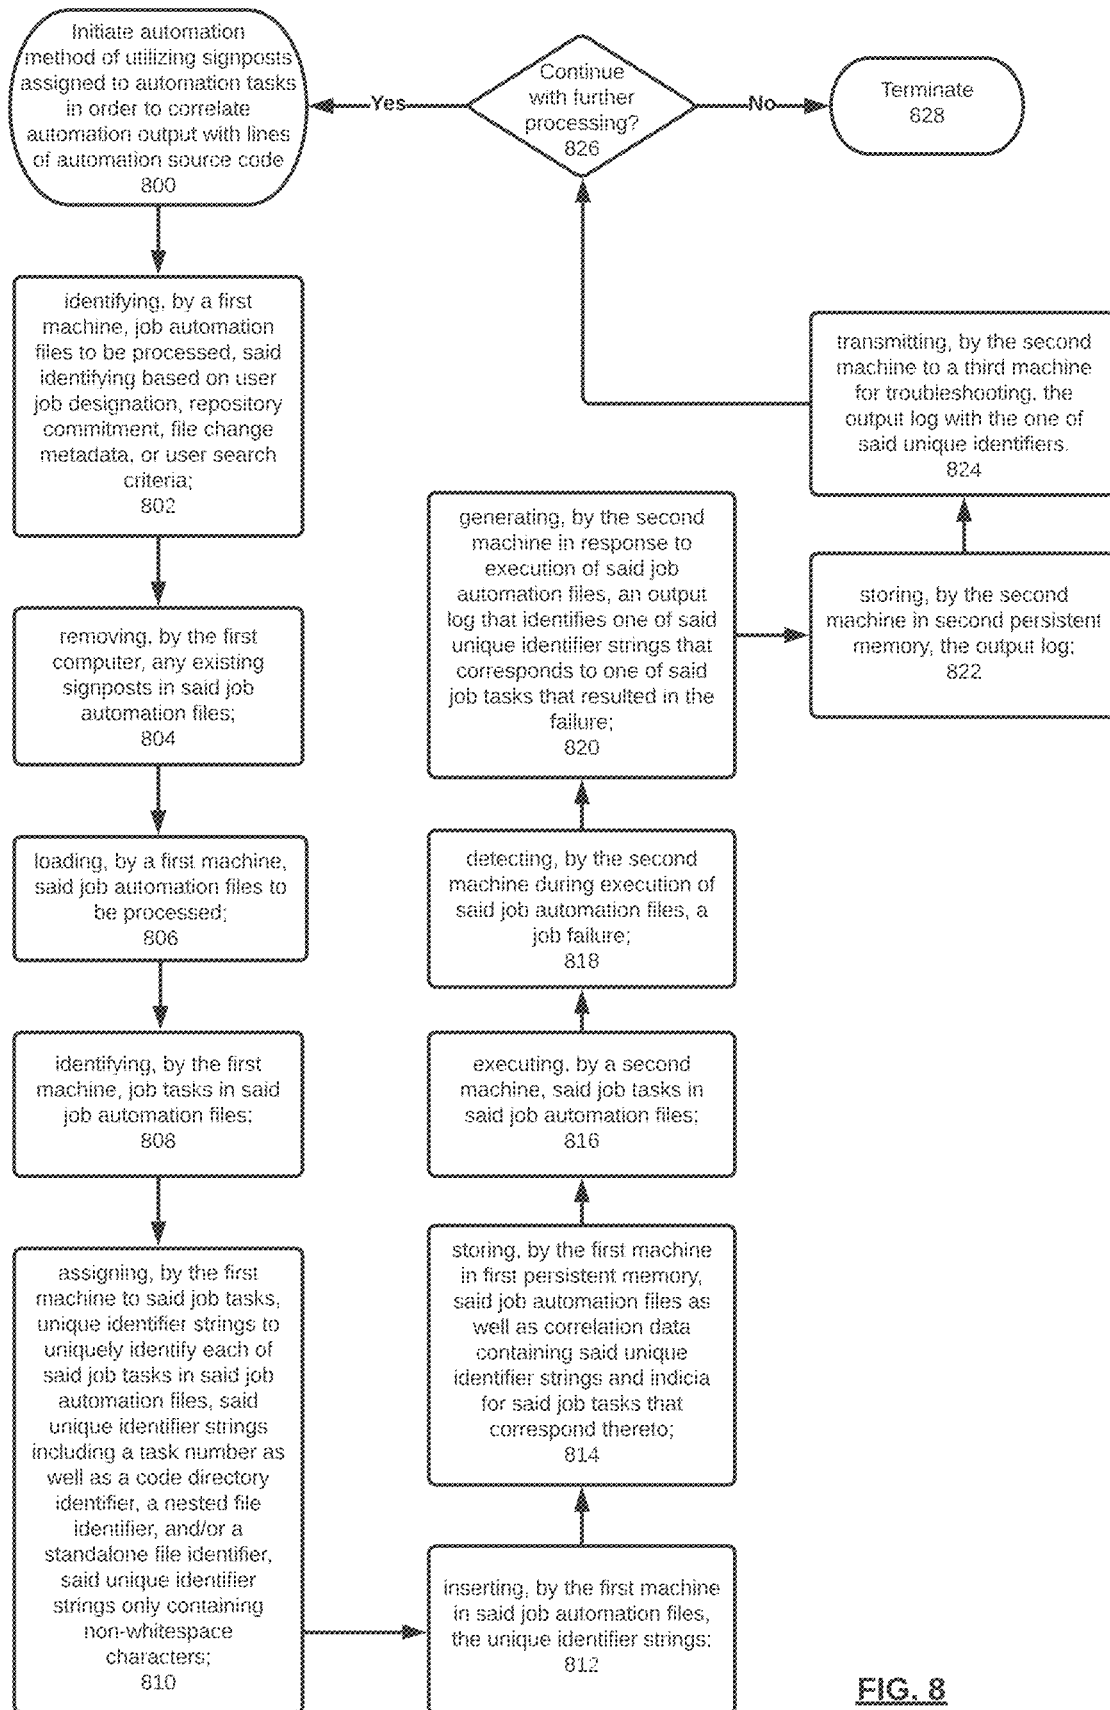 Initiate automation
method of utilizing signposts
assigned to automation tasks
in order to correlate
automation output with lines
of automation source code
800
identifying, by a first
machine, job automation
files to be processed, said
identifying based on user
job designation, repository
commitment, file change
metadata, or user search
criteria;
802
removing, by the first
computer, any existing
signposts in said job
automation files;
804
loading, by a first machine,
said job automation files to
be processed;
806
identifying, by the first
machine, job tasks in said
job automation files;
808
assigning, by the first
machine to said job tasks,
unique identifier strings to
uniquely identify each of
said job tasks in said job
automation files, said
unique identifier strings
including a task number as
well as a code directory
identifier, a nested file
identifier, and/or a
standalone file identifier,
said unique identifier
strings only containing
non-whitespace
characters;
810
inserting, by the first machine
in said job automation files,
the unique identifier strings;
812
storing, by the first machine
in first persistent memory,
said job automation files as
well as correlation data
containing said unique
identifier strings and indicia
for said job tasks that
correspond thereto;
814
executing, by a second
machine, said job tasks in
said job automation files;
816
detecting, by the second
machine during execution of
said job automation files, a
job failure;
818
generating, by the second
machine in response to
execution of said job
automation files, an output
log that identifies one of said
unique identifier strings that
corresponds to one of said
job tasks that resulted in the
failure;
820
storing, by the second
machine in second persistent
memory, the output log;
822
transmitting, by the second
machine to a third machine
for troubleshooting, the
output log with the one of
said unique identifiers.
824
Continue
with further
processing?
826
Yes
No
Terminate
828
FIG. 8